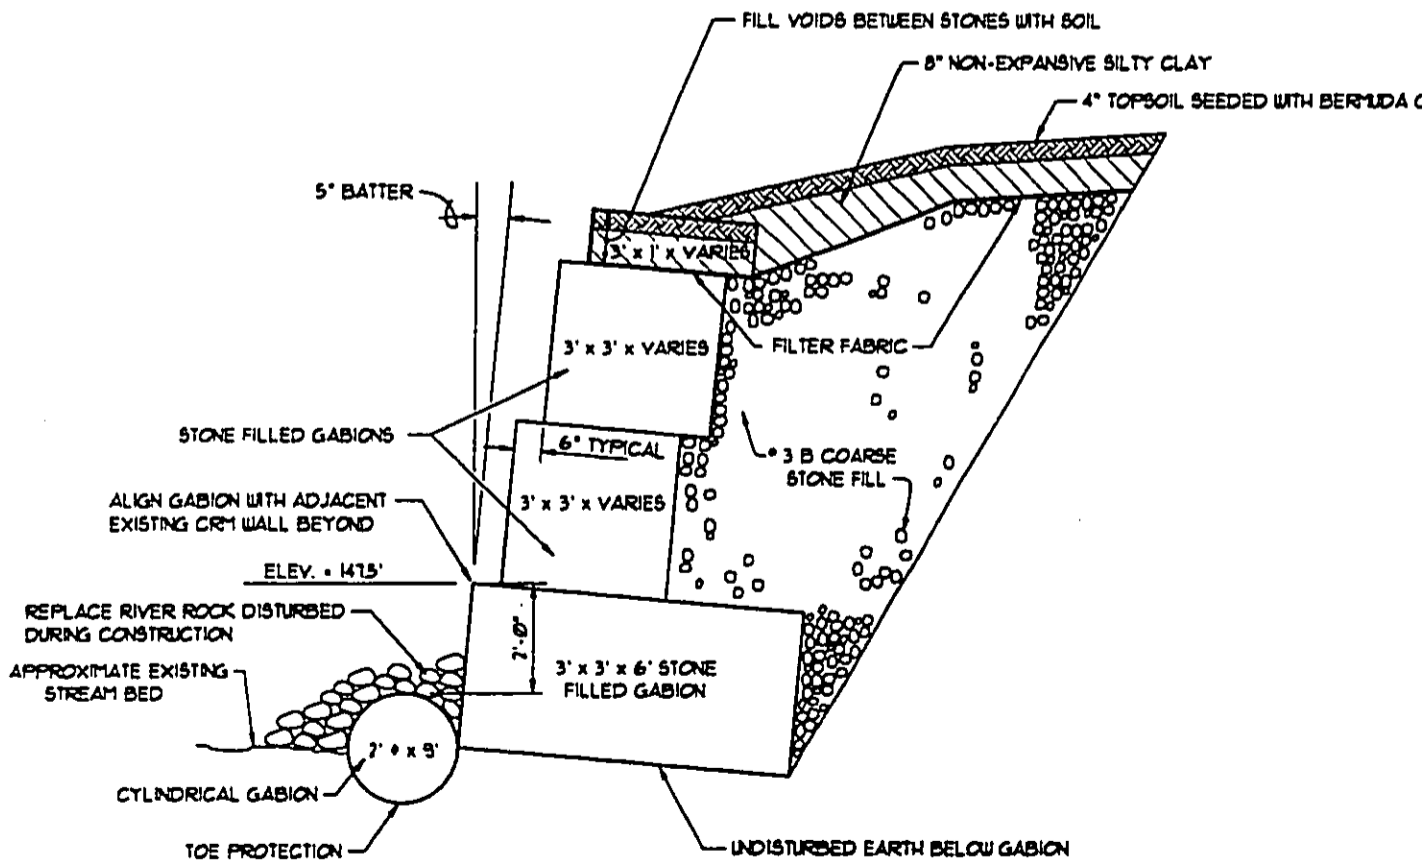 FILL VOIDS BETWEEN STONES WITH SOIL
8" NON-EXPANSIVE SILTY CLAY
4" TOPSOIL SEEDED WITH BERMUDA
5° BATTER
3' x 1' x VARIES
3' x 3' x VARIES
FILTER FABRIC
STONE FILLED GABIONS
6" TYPICAL
# 3 B COARSE
STONE FILL
3' x 3' x VARIES
ALIGN GABION WITH ADJACENT
EXISTING CRM WALL BEYOND
ELEV. = 147.5'
REPLACE RIVER ROCK DISTURBED
DURING CONSTRUCTION
2'-0"
APPROXIMATE EXISTING
STREAM BED
3' x 3' x 6' STONE
FILLED GABION
2' ø x 9'
CYLINDRICAL GABION
TOE PROTECTION
UNDISTURBED EARTH BELOW GABION